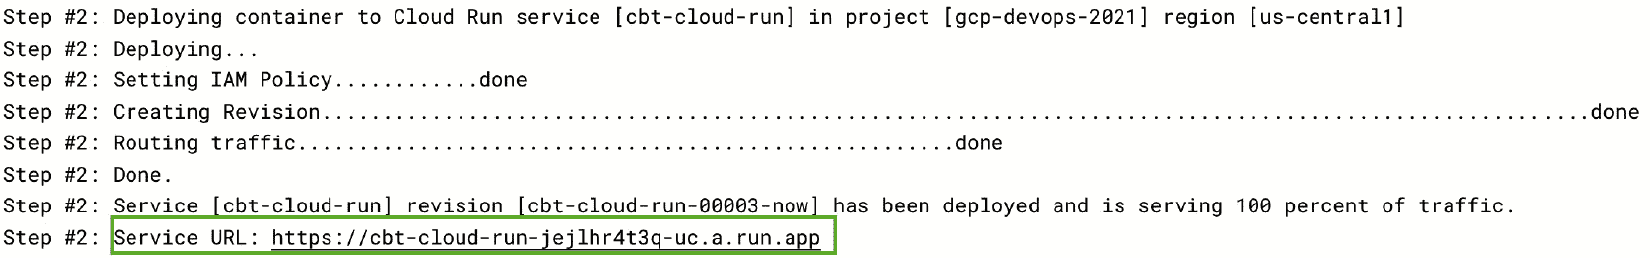 Step #2: Deploying container to Cloud Run service [cbt-cloud-run] in project [gcp-devops-2021] region [us-central1]
Step #2: Deploying...
Step #2: Setting IAM Policy............done
Step #2: Creating Revision........................................................................................................done
Step #2: Routing traffic......................................................done
Step #2: Done.
Step #2: Service [cbt-cloud-run] revision [cbt-cloud-run-00003-now] has been deployed and is serving 100 percent of traffic.
Step #2: Service URL: https://cbt-cloud-run-jejlhr4t3q-uc.a.run.app